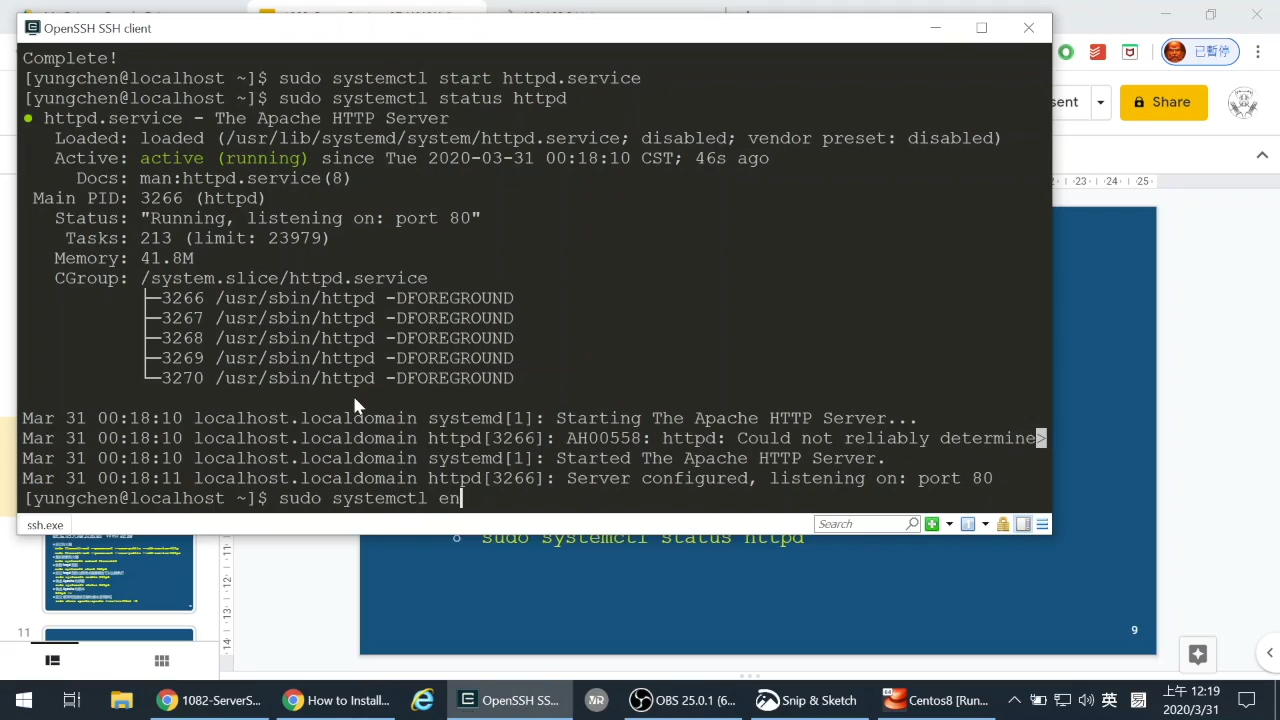 OpenSSH SSH client
Complete!
[yungchen@localhost ~]$ sudo systemctl start httpd.service
[yungchen@localhost ~]$ sudo systemctl status httpd
● httpd.service - The Apache HTTP Server
Loaded: loaded (/usr/lib/systemd/system/httpd.service; disabled; vendor preset: disabled)
Active: active (running) since Tue 2020-03-31 00:18:10 CST; 46s ago
Docs: man:httpd.service(8)
Main PID: 3266 (httpd)
Status: "Running, listening on: port 80"
Tasks: 213 (limit: 23979)
Memory: 41.8M
CGroup: /system.slice/httpd.service
├─3266 /usr/sbin/httpd -DFOREGROUND
├─3267 /usr/sbin/httpd -DFOREGROUND
├─3268 /usr/sbin/httpd -DFOREGROUND
├─3269 /usr/sbin/httpd -DFOREGROUND
└─3270 /usr/sbin/httpd -DFOREGROUND
Mar 31 00:18:10 localhost.localdomain systemd[1]: Starting The Apache HTTP Server...
Mar 31 00:18:10 localhost.localdomain httpd[3266]: AH00558: httpd: Could not reliably determine>
Mar 31 00:18:10 localhost.localdomain systemd[1]: Started The Apache HTTP Server.
Mar 31 00:18:11 localhost.localdomain httpd[3266]: Server configured, listening on: port 80
[yungchen@localhost ~]$ sudo systemctl en
ssh.exe
Search
已暫停
Share
23 24 25
sudo systemctl status httpd
11 12 13 14
9
11
1082-ServerS...
How to Install...
OpenSSH SS...
OBS 25.0.1 (6...
Snip & Sketch
Centos8 [Run...
英
上午 12:19
2020/3/31